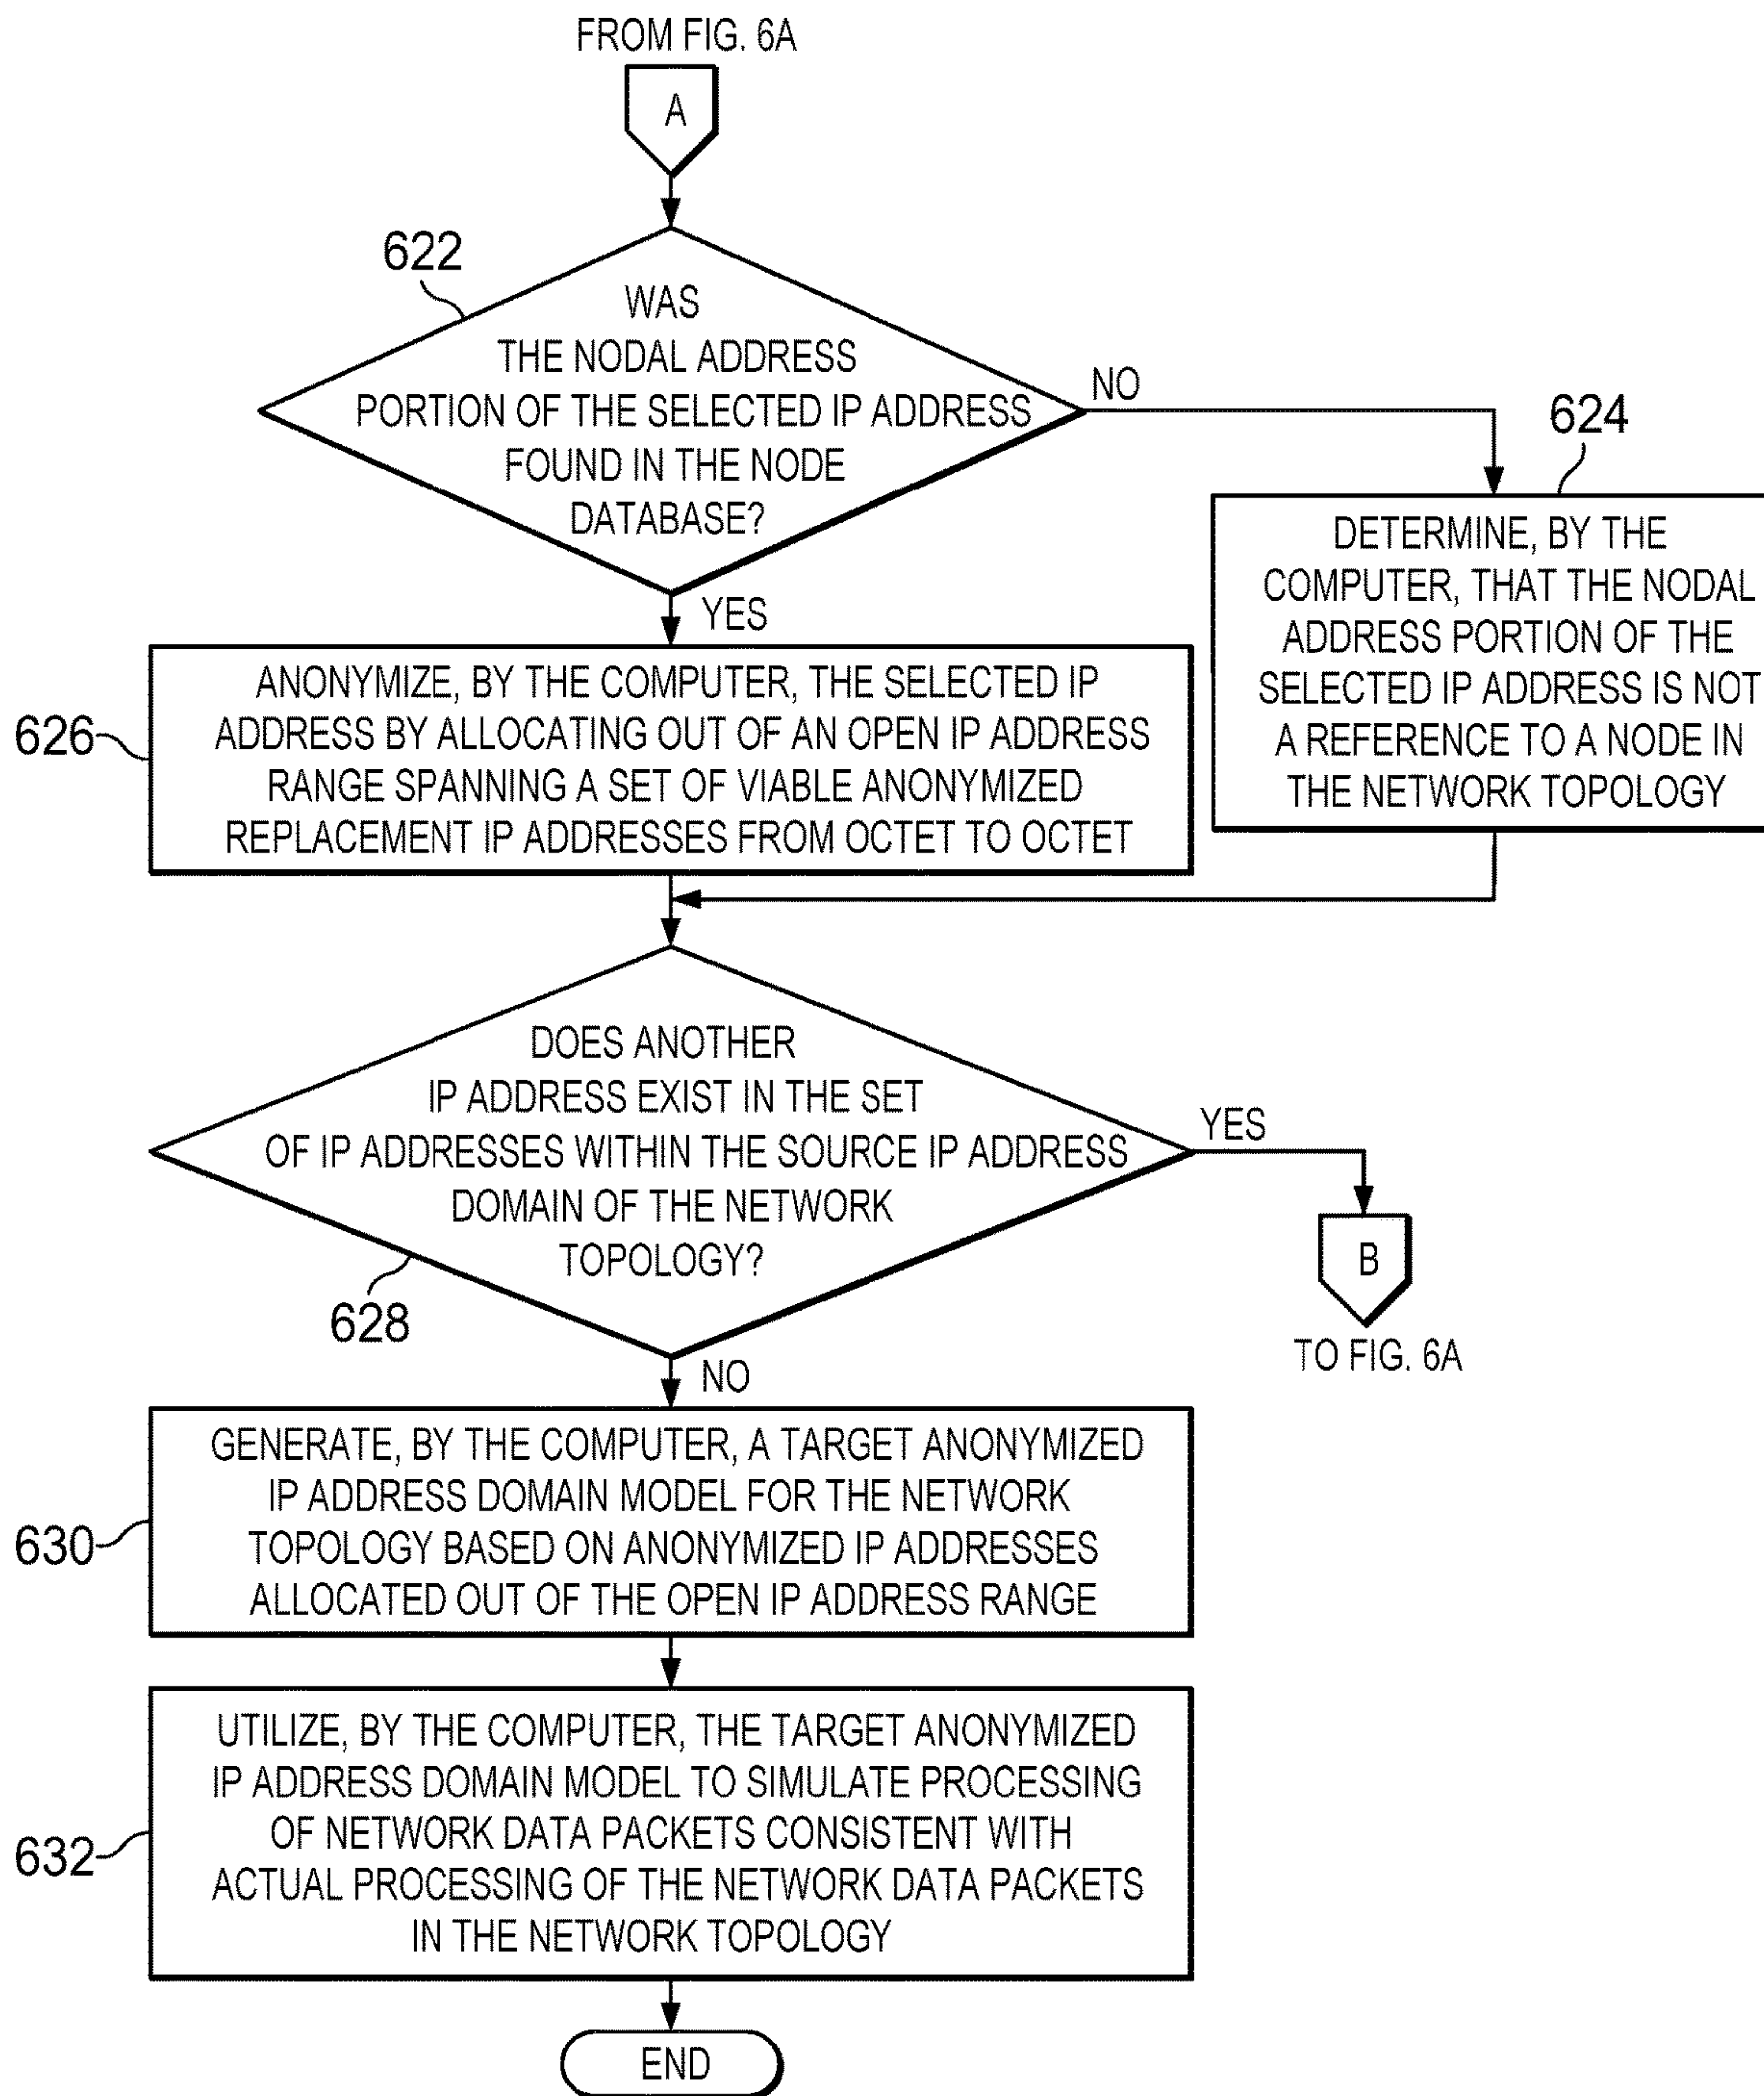 FROM FIG. 6A
A
622
WAS
THE NODAL ADDRESS
PORTION OF THE SELECTED IP ADDRESS
FOUND IN THE NODE
DATABASE?
NO
624
DETERMINE, BY THE
COMPUTER, THAT THE NODAL
ADDRESS PORTION OF THE
SELECTED IP ADDRESS IS NOT
A REFERENCE TO A NODE IN
THE NETWORK TOPOLOGY
YES
626
ANONYMIZE, BY THE COMPUTER, THE SELECTED IP
ADDRESS BY ALLOCATING OUT OF AN OPEN IP ADDRESS
RANGE SPANNING A SET OF VIABLE ANONYMIZED
REPLACEMENT IP ADDRESSES FROM OCTET TO OCTET
DOES ANOTHER
IP ADDRESS EXIST IN THE SET
OF IP ADDRESSES WITHIN THE SOURCE IP ADDRESS
DOMAIN OF THE NETWORK
TOPOLOGY?
628
YES
B
TO FIG. 6A
NO
630
GENERATE, BY THE COMPUTER, A TARGET ANONYMIZED
IP ADDRESS DOMAIN MODEL FOR THE NETWORK
TOPOLOGY BASED ON ANONYMIZED IP ADDRESSES
ALLOCATED OUT OF THE OPEN IP ADDRESS RANGE
632
UTILIZE, BY THE COMPUTER, THE TARGET ANONYMIZED
IP ADDRESS DOMAIN MODEL TO SIMULATE PROCESSING
OF NETWORK DATA PACKETS CONSISTENT WITH
ACTUAL PROCESSING OF THE NETWORK DATA PACKETS
IN THE NETWORK TOPOLOGY
END